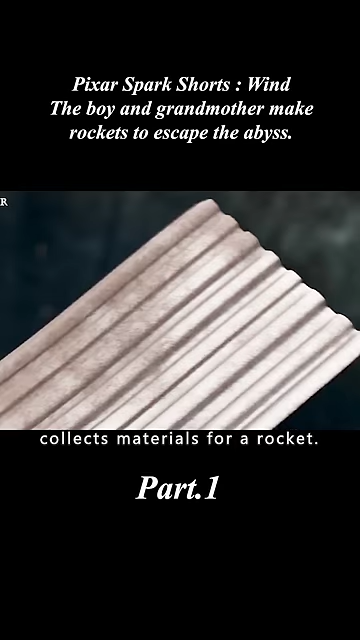 Pixar Spark Shorts : Wind
The boy and grandmother make
rockets to escape the abyss.
R
collects materials for a rocket.
Part.1